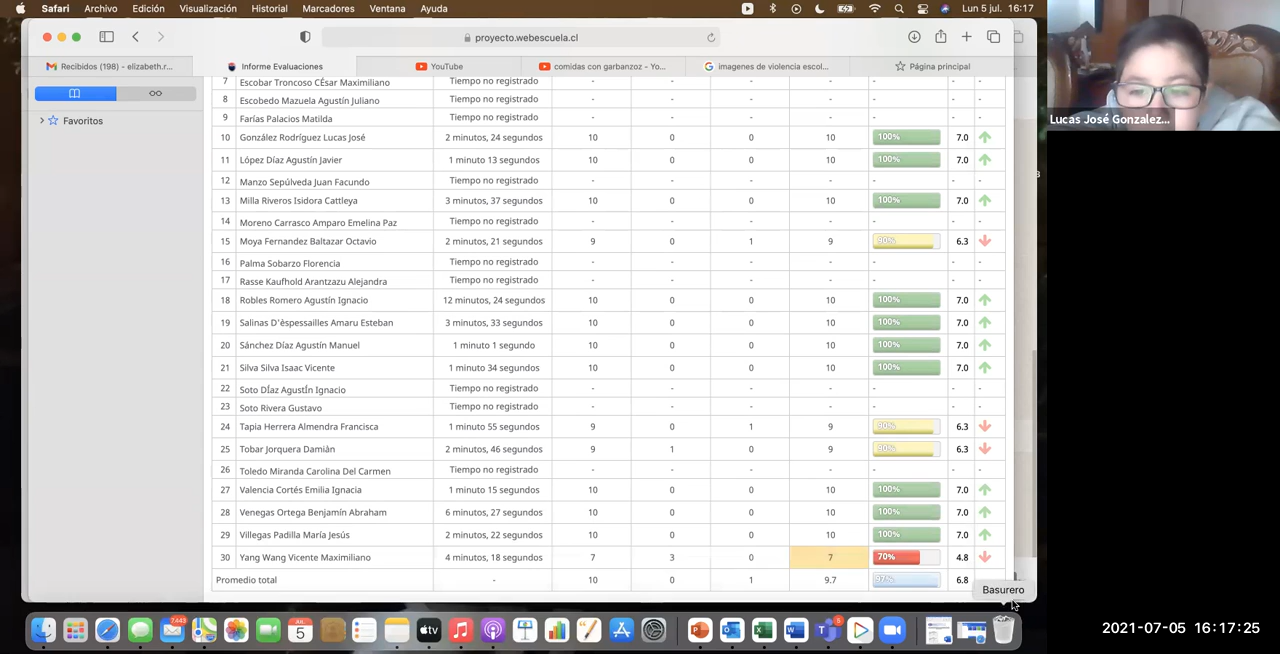 Safari Archivo Edición Visualización Historial Marcadores Ventana Ayuda Lun 5 jul. 16:17
proyecto.webescuela.cl
Recibidos (198) - elizabeth.r... Informe Evaluaciones YouTube comidas con garbanzoz - Yo... imagenes de violencia escol... Página principal
Favoritos
7 Escobar Troncoso CÉsar Maximiliano Tiempo no registrado - - - - - - -
8 Escobedo Mazuela Agustín Juliano Tiempo no registrado - - - - - - -
9 Farías Palacios Matilda Tiempo no registrado - - - - - - -
10 González Rodríguez Lucas José 2 minutos, 24 segundos 10 0 0 10 100% 7.0
11 López Díaz Agustín Javier 1 minuto 13 segundos 10 0 0 10 100% 7.0
12 Manzo Sepúlveda Juan Facundo Tiempo no registrado - - - - - - -
13 Milla Riveros Isidora Cattleya 3 minutos, 37 segundos 10 0 0 10 100% 7.0
14 Moreno Carrasco Amparo Emelina Paz Tiempo no registrado - - - - - - -
15 Moya Fernandez Baltazar Octavio 2 minutos, 21 segundos 9 0 1 9 90% 6.3
16 Palma Sobarzo Florencia Tiempo no registrado - - - - - - -
17 Rasse Kaufhold Arantzazu Alejandra Tiempo no registrado - - - - - - -
18 Robles Romero Agustín Ignacio 12 minutos, 24 segundos 10 0 0 10 100% 7.0
19 Salinas D'èspessailles Amaru Esteban 3 minutos, 33 segundos 10 0 0 10 100% 7.0
20 Sánchez Díaz Agustín Manuel 1 minuto 1 segundo 10 0 0 10 100% 7.0
21 Silva Silva Isaac Vicente 1 minuto 34 segundos 10 0 0 10 100% 7.0
22 Soto DÍaz AgustÍn Ignacio Tiempo no registrado - - - - - - -
23 Soto Rivera Gustavo Tiempo no registrado - - - - - - -
24 Tapia Herrera Almendra Francisca 1 minuto 55 segundos 9 0 1 9 90% 6.3
25 Tobar Jorquera Damiàn 2 minutos, 46 segundos 9 1 0 9 90% 6.3
26 Toledo Miranda Carolina Del Carmen Tiempo no registrado - - - - - - -
27 Valencia Cortés Emilia Ignacia 1 minuto 15 segundos 10 0 0 10 100% 7.0
28 Venegas Ortega Benjamín Abraham 6 minutos, 27 segundos 10 0 0 10 100% 7.0
29 Villegas Padilla María Jesús 2 minutos, 22 segundos 10 0 0 10 100% 7.0
30 Yang Wang Vicente Maximiliano 4 minutos, 18 segundos 7 3 0 7 70% 4.8
Promedio total - 10 0 1 9.7 97% 6.8
Basurero
Lucas José Gonzalez...
JUL
5
tv
2021-07-05 16:17:25